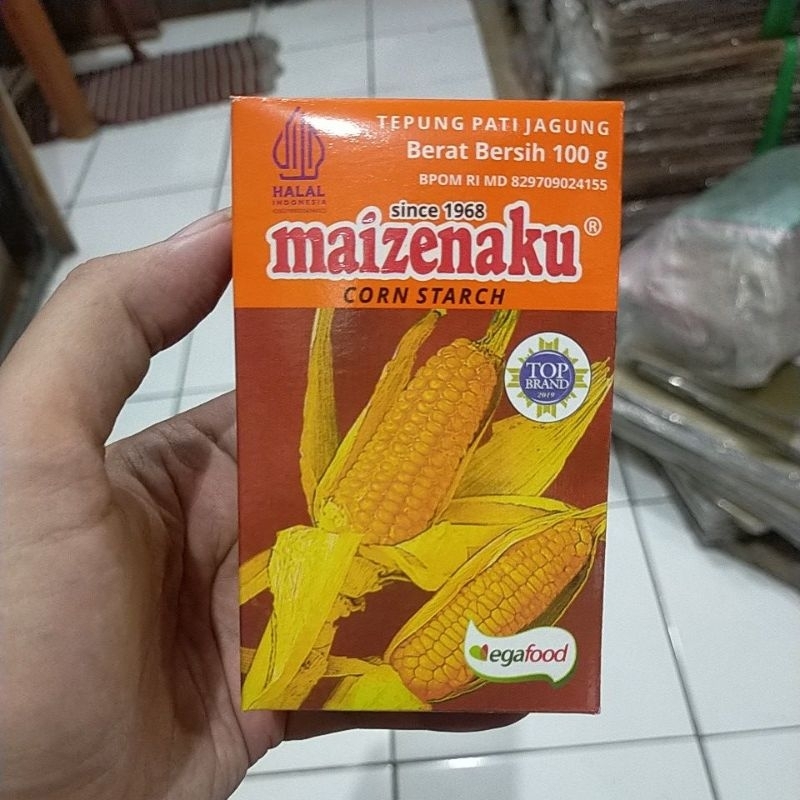 TEPUNG PATI JAGUNG
Berat Bersih 100 g
BPOM RI MD 829709024155
HALAL
INDONESIA
since 1968
maizenaku®
CORN STARCH
TOP
BRAND
2019
egafood